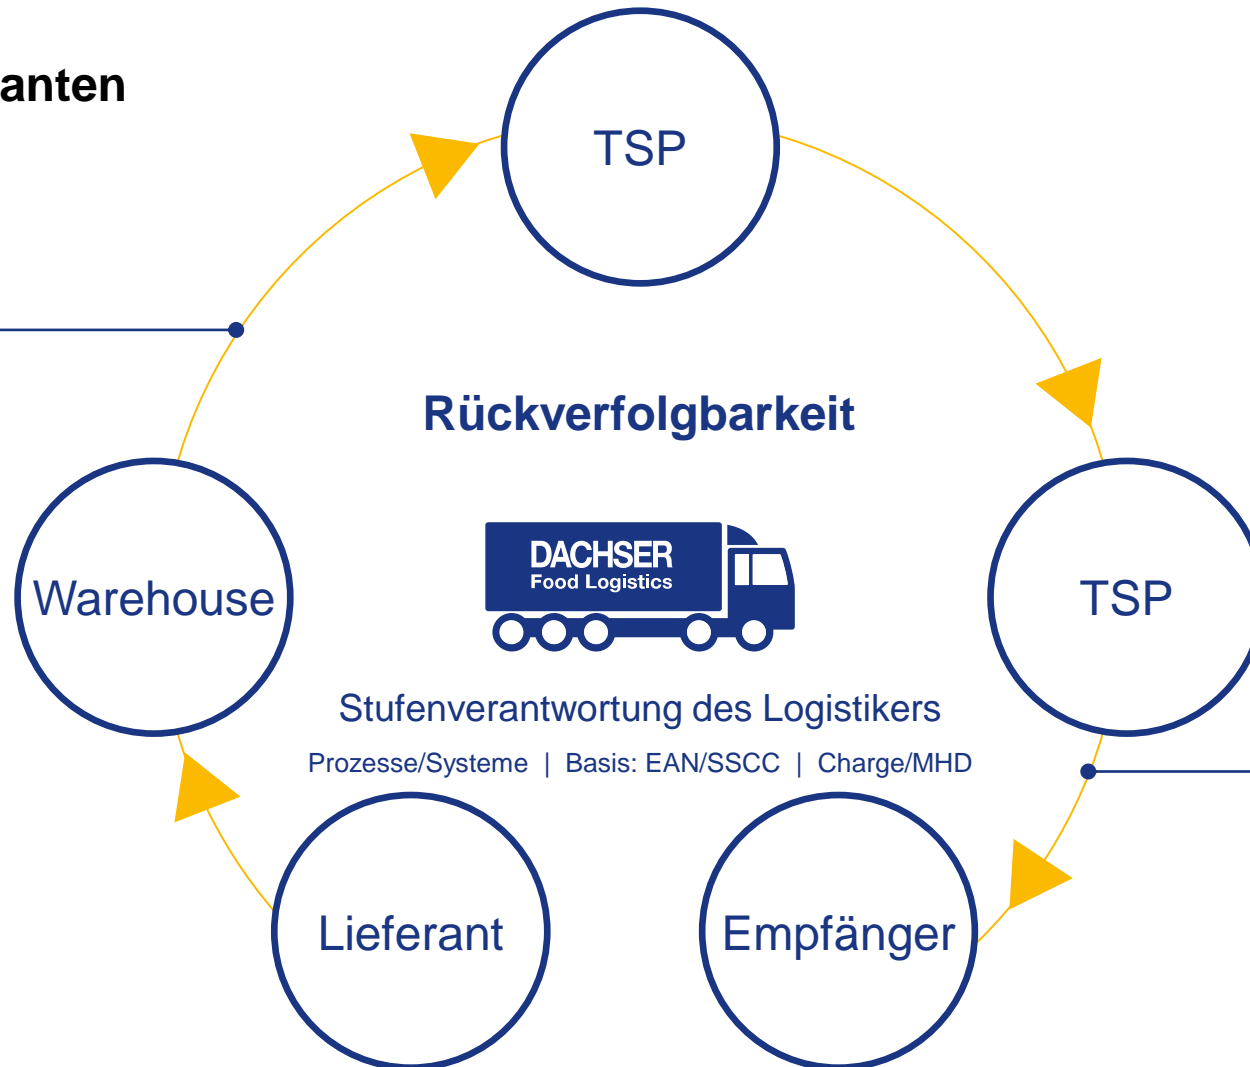 anten
TSP
Rückverfolgbarkeit
DACHSER
Food Logistics
Warehouse
TSP
Stufenverantwortung des Logistikers
Prozesse/Systeme | Basis: EAN/SSCC | Charge/MHD
Lieferant
Empfänger